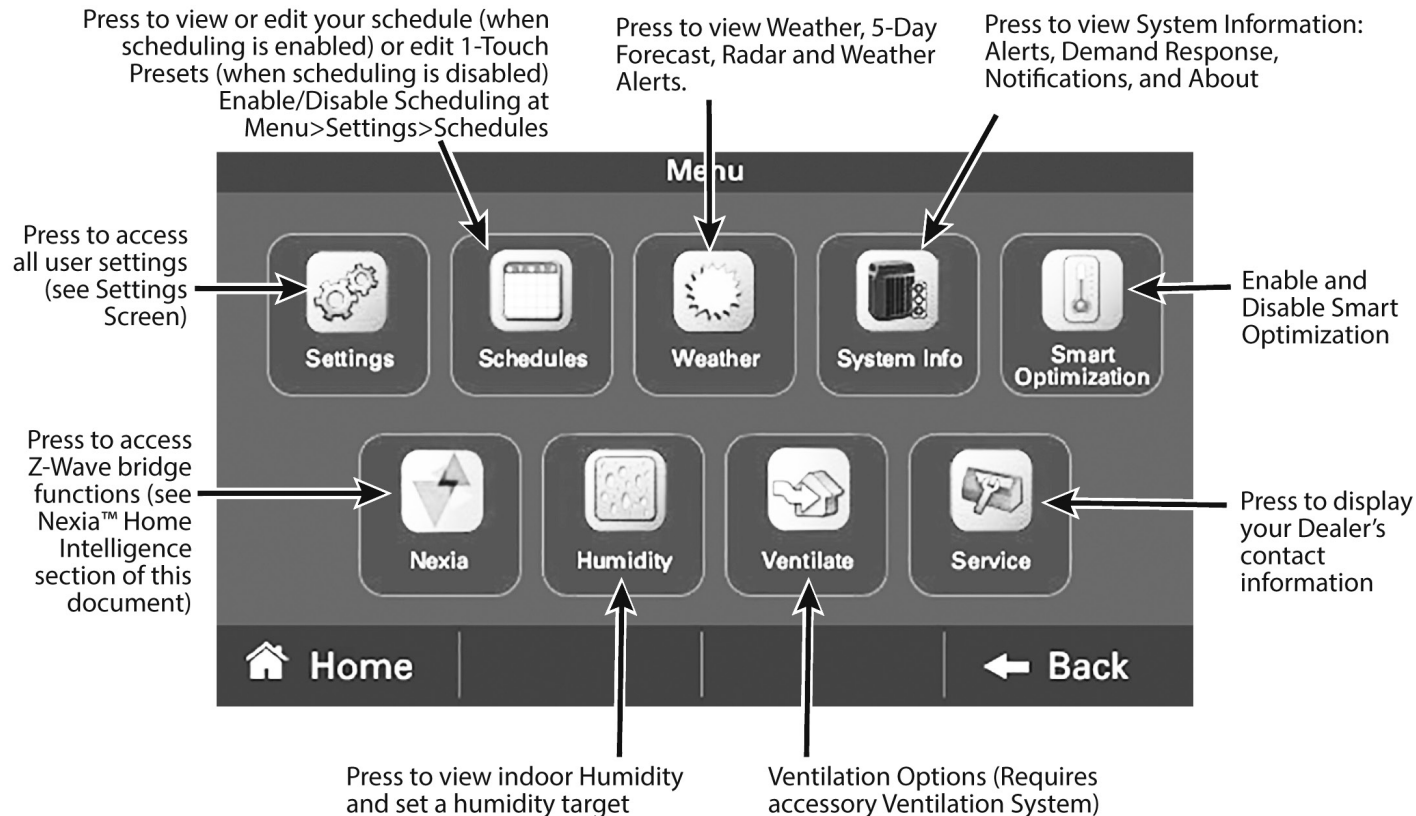 Press to view or edit your schedule (when
scheduling is enabled) or edit 1-Touch
Presets (when scheduling is disabled)
Enable/Disable Scheduling at
Menu>Settings>Schedules
Press to view Weather, 5-Day
Forecast, Radar and Weather
Alerts.
Press to view System Information:
Alerts, Demand Response,
Notifications, and About
Menu
Press to access
all user settings
(see Settings
Screen)
Settings
Schedules
Weather
System Info
Smart
Optimization
Enable and
Disable Smart
Optimization
Press to access
Z-Wave bridge
functions (see
Nexia™ Home
Intelligence
section of this
document)
Nexia
Humidity
Ventilate
Service
Press to display
your Dealer’s
contact
information
Home
Back
Press to view indoor Humidity
and set a humidity target
Ventilation Options (Requires
accessory Ventilation System)